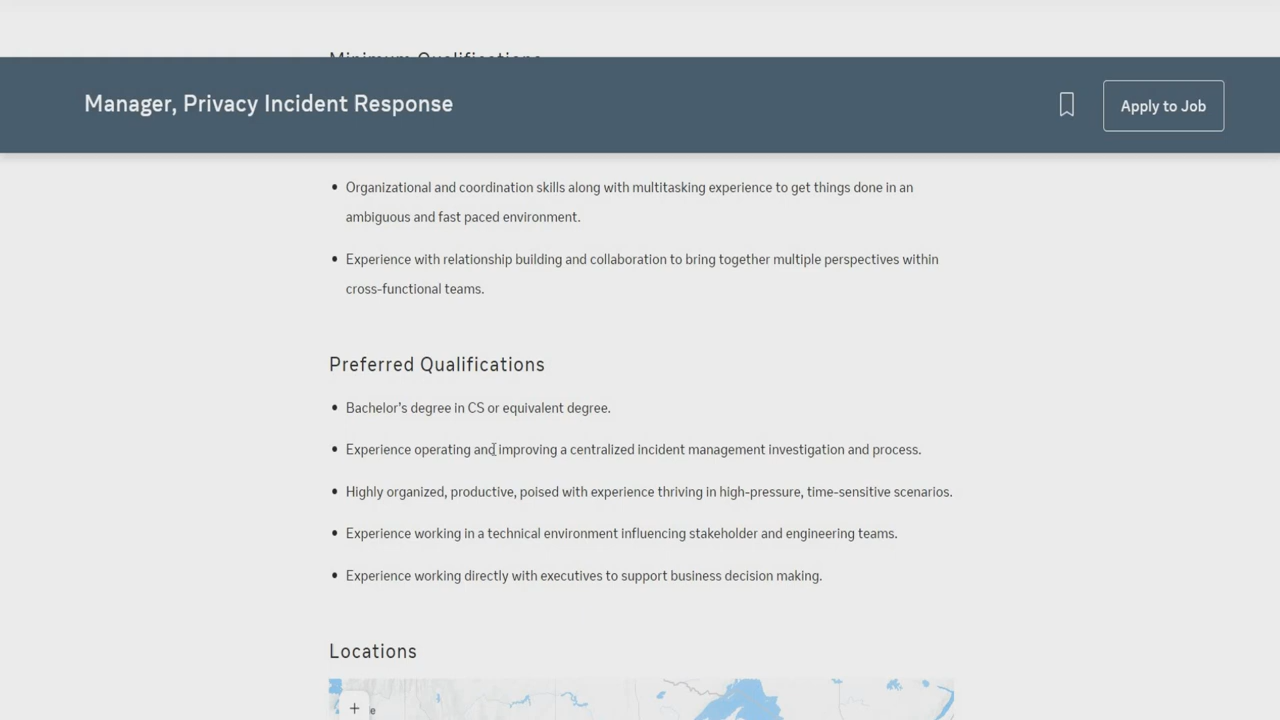 Minimum Qualifications
Manager, Privacy Incident Response
Apply to Job
Organizational and coordination skills along with multitasking experience to get things done in an
ambiguous and fast paced environment.
Experience with relationship building and collaboration to bring together multiple perspectives within
cross-functional teams.
Preferred Qualifications
Bachelor’s degree in CS or equivalent degree.
Experience operating and improving a centralized incident management investigation and process.
Highly organized, productive, poised with experience thriving in high-pressure, time-sensitive scenarios.
Experience working in a technical environment influencing stakeholder and engineering teams.
Experience working directly with executives to support business decision making.
Locations
+